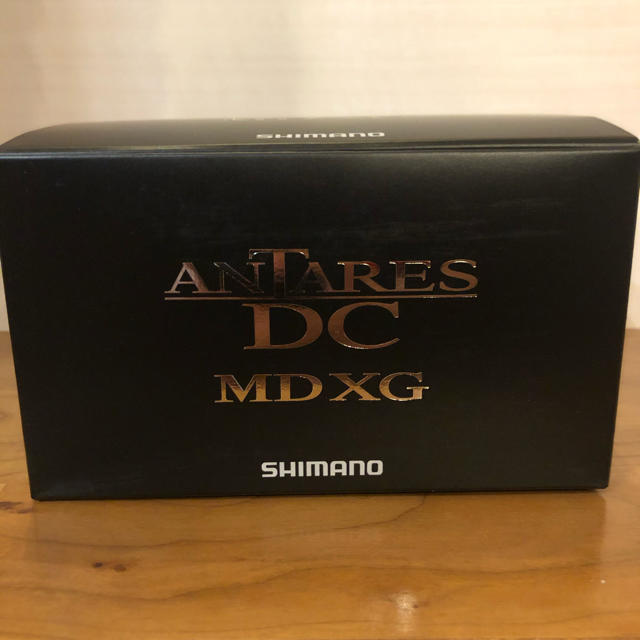 SHIMANO
ANTARES
DC
MD XG
SHIMANO